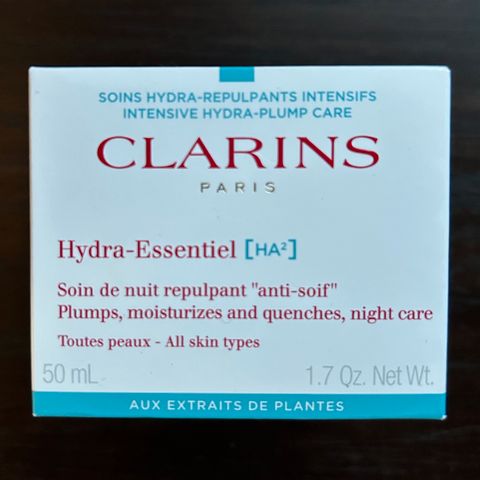 SOINS HYDRA-REPULPANTS INTENSIFS
INTENSIVE HYDRA-PLUMP CARE
CLARINS
PARIS
Hydra-Essentiel [HA²]
Soin de nuit repulpant "anti-soif"
Plumps, moisturizes and quenches, night care
Toutes peaux - All skin types
50 mL 1.7 Oz. Net Wt.
AUX EXTRAITS DE PLANTES